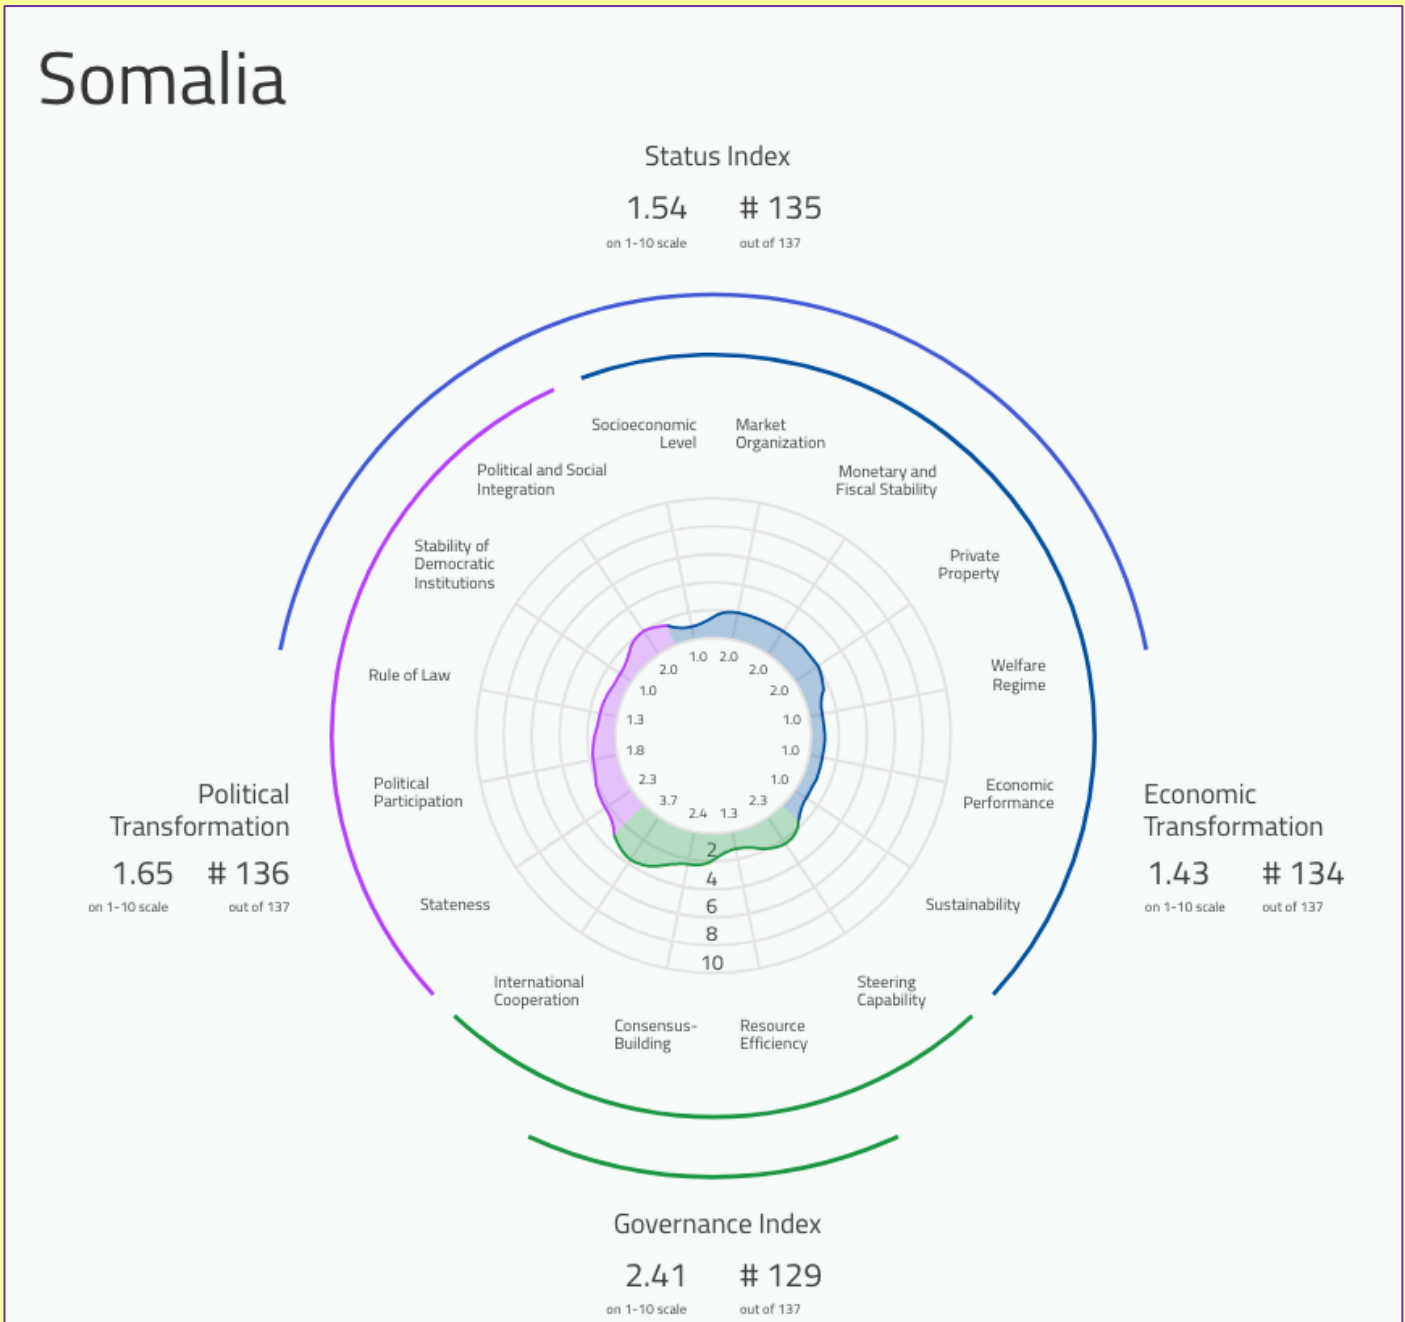 Somalia
Status Index
1.54 # 135
on 1-10 scale out of 137
Socioeconomic
Level
Market
Organization
Political and Social
Integration
Monetary and
Fiscal Stability
Stability of
Democratic
Institutions
Private
Property
Rule of Law
Welfare
Regime
Political
Participation
Economic
Performance
Stateness
Sustainability
International
Cooperation
Steering
Capability
Consensus-
Building
Resource
Efficiency
1.0 2.0
2.0 2.0
1.0 2.0
1.3 1.0
1.8 1.0
2.3 1.0
3.7 2.3
2.4 1.3
2
4
6
8
10
Political
Transformation
1.65 # 136
on 1-10 scale out of 137
Economic
Transformation
1.43 # 134
on 1-10 scale out of 137
Governance Index
2.41 # 129
on 1-10 scale out of 137